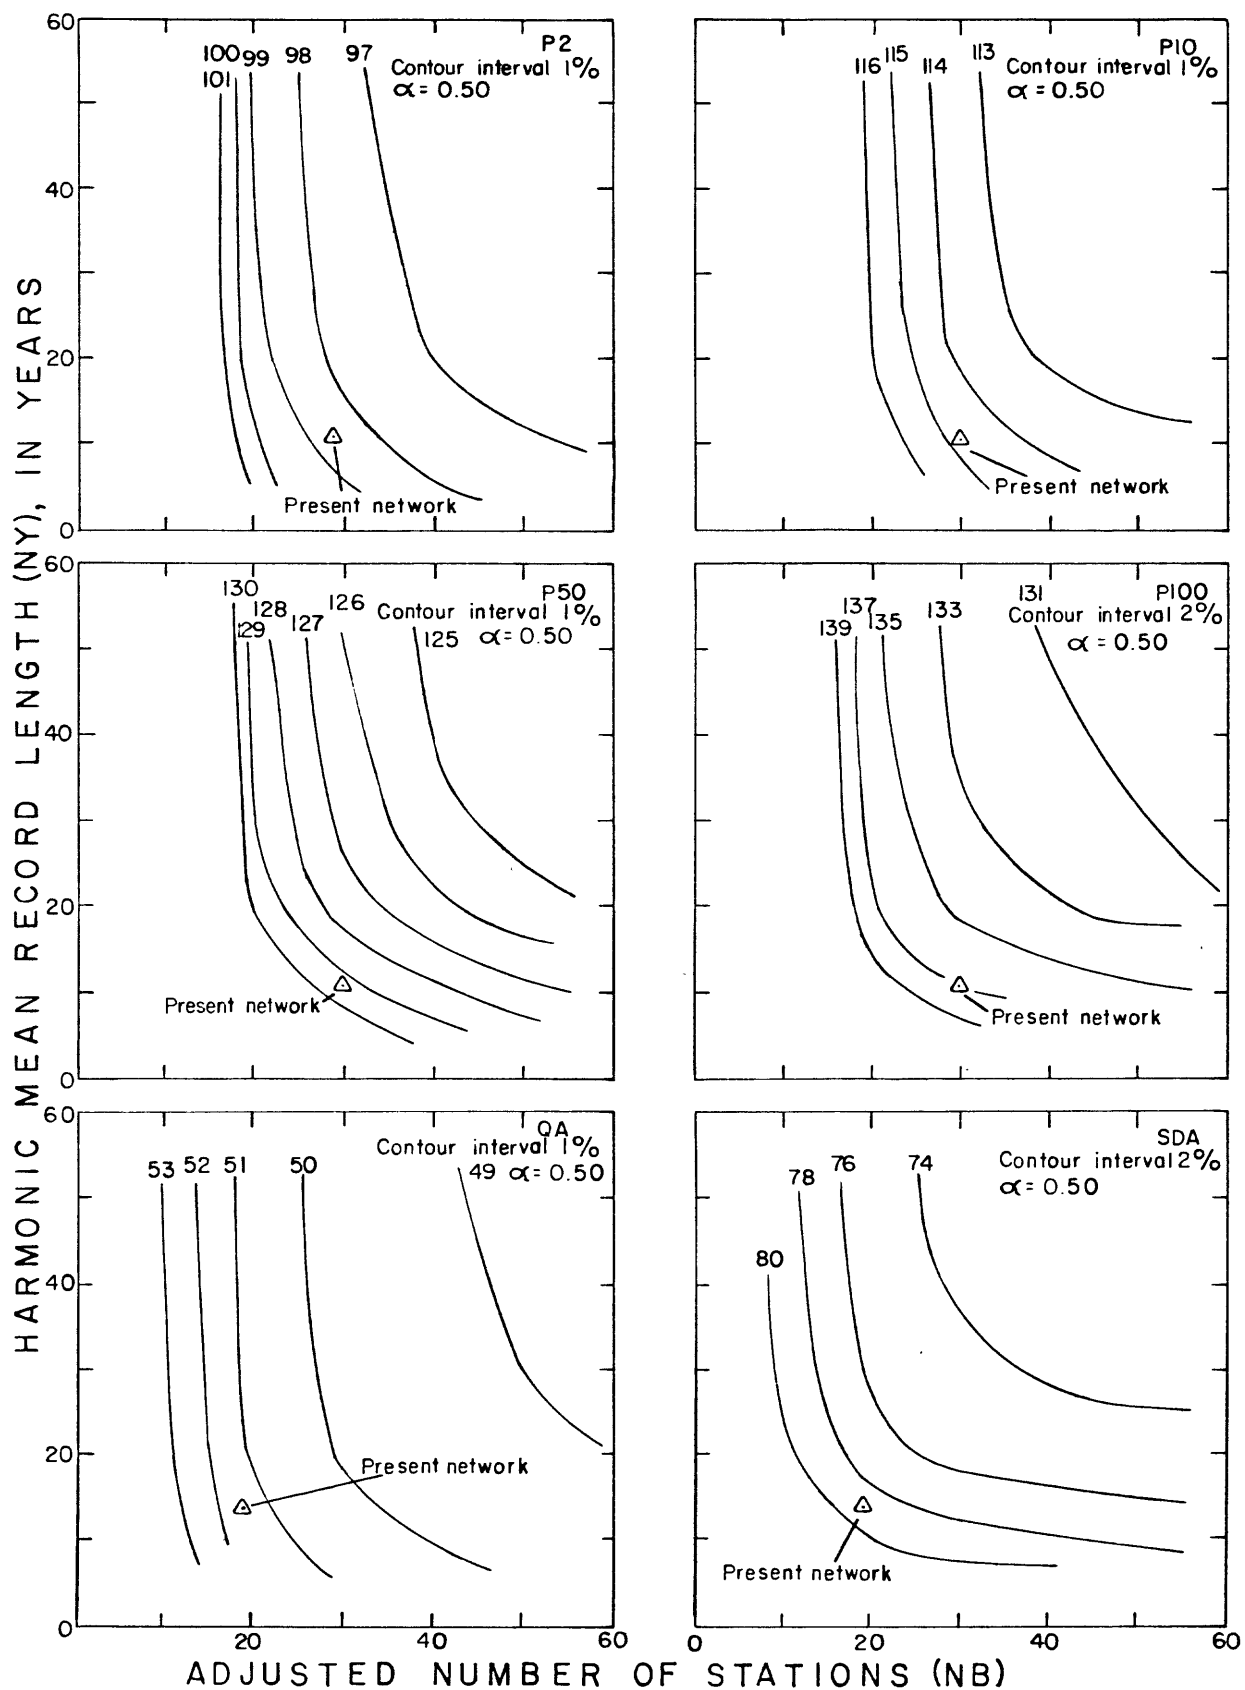 HARMONIC MEAN RECORD LENGTH (NY), IN YEARS
60
40
20
0
P2
100 99 98 97
101
Contour interval 1%
α = 0.50
Present network
P10
116 115 114 113
Contour interval 1%
α = 0.50
Present network
60
40
20
0
P50
130
129 128 127 126
125
Contour interval 1%
α = 0.50
Present network
P100
139 137 135 133 131
Contour interval 2%
α = 0.50
Present network
60
40
20
0
QA
Contour interval 1%
53 52 51 50
49 α = 0.50
Present network
20 40 60
SDA
Contour interval 2%
α = 0.50
80 78 76 74
Present network
0 20 40 60
ADJUSTED NUMBER OF STATIONS (NB)